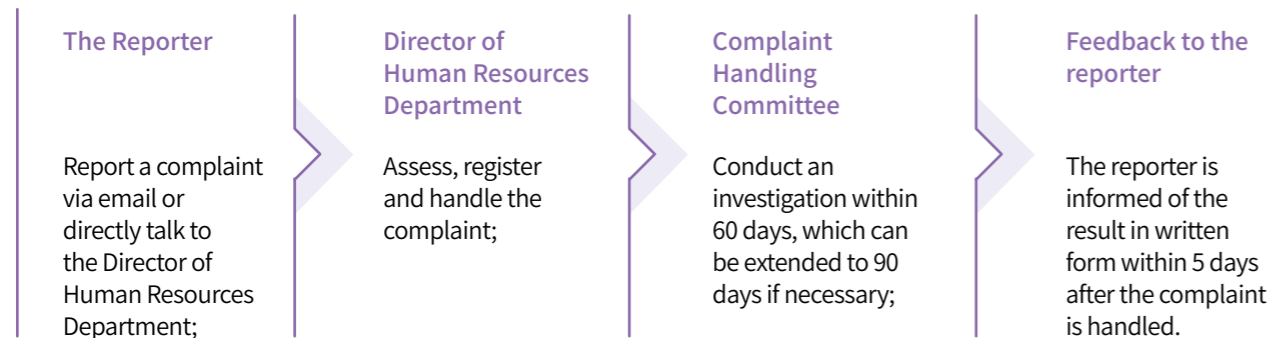 The Reporter
Report a complaint
via email or
directly talk to
the Director of
Human Resources
Department;
Director of
Human Resources
Department
Assess, register
and handle the
complaint;
Complaint
Handling
Committee
Conduct an
investigation within
60 days, which can
be extended to 90
days if necessary;
Feedback to the
reporter
The reporter is
informed of the
result in written
form within 5 days
after the complaint
is handled.